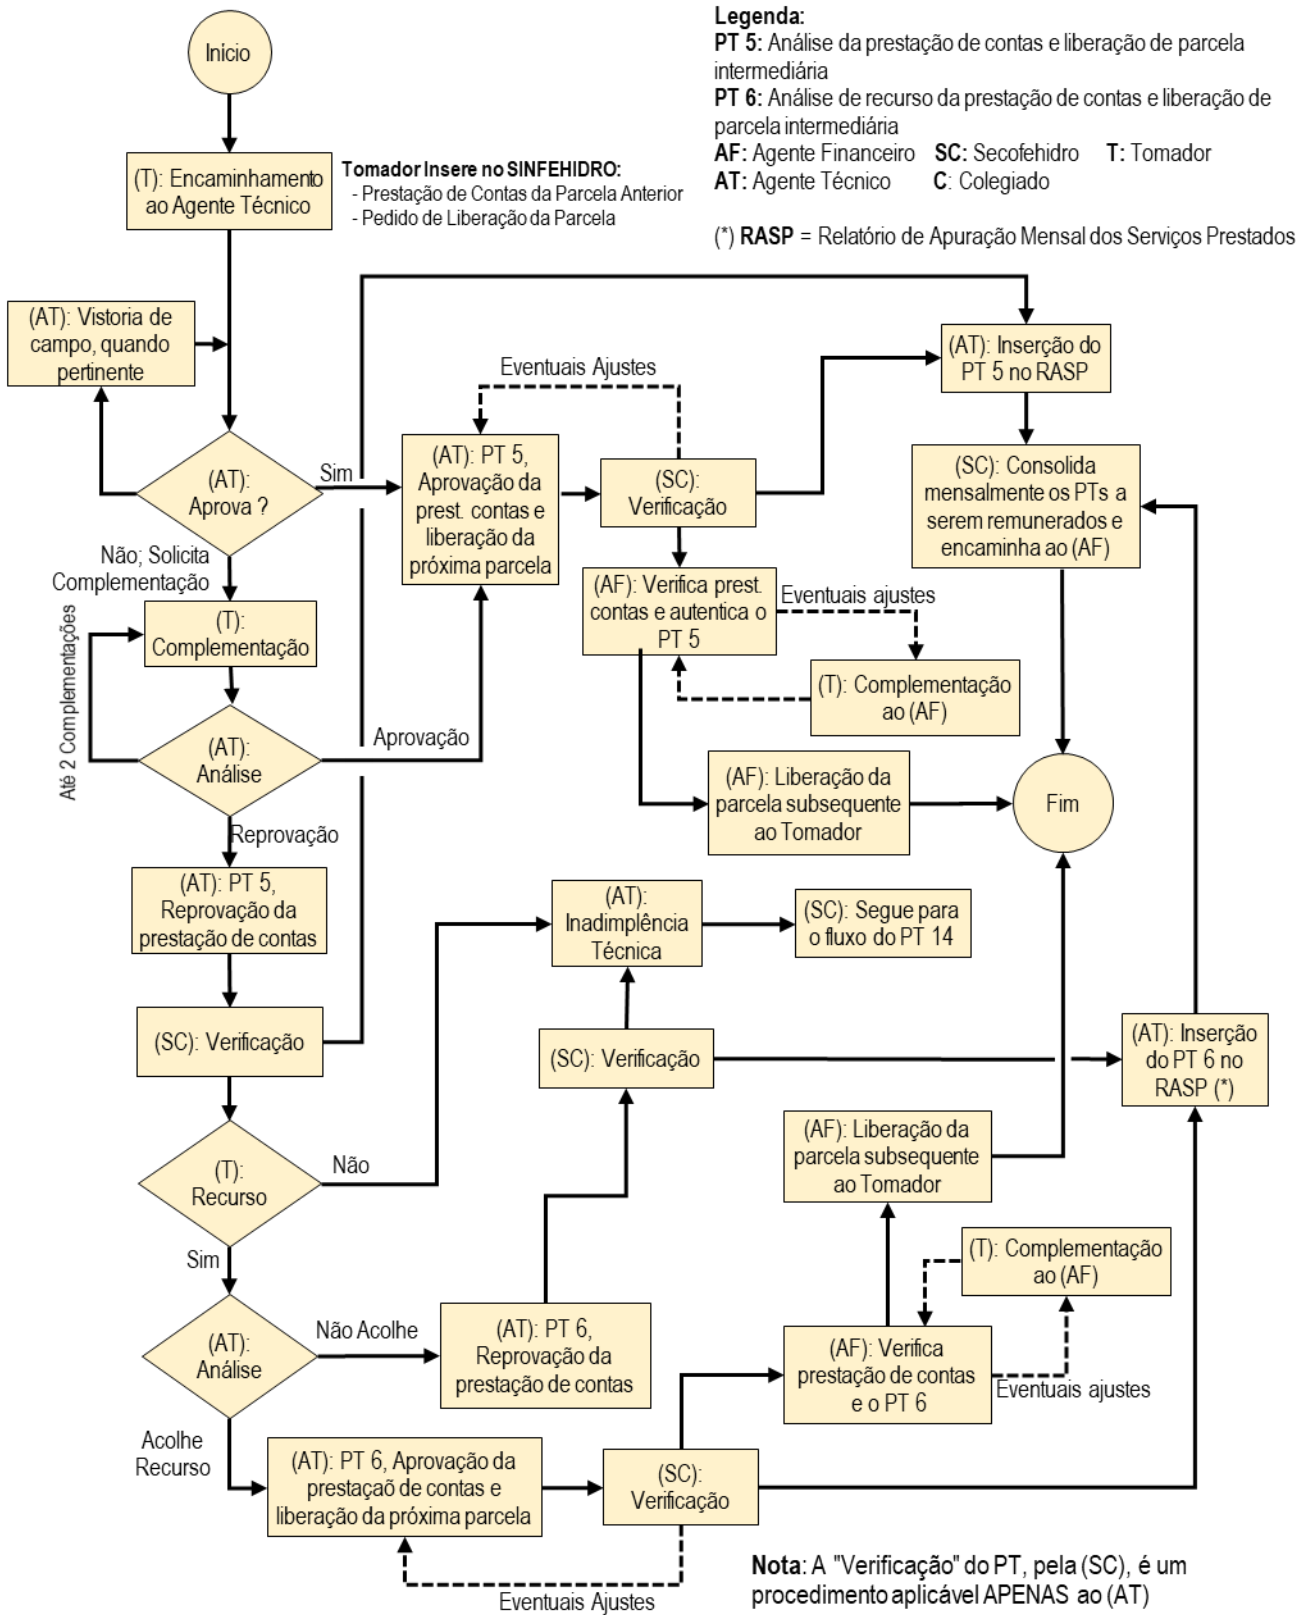 Início
Legenda:
PT 5: Análise da prestação de contas e liberação de parcela
intermediária
PT 6: Análise de recurso da prestação de contas e liberação de
parcela intermediária
AF: Agente Financeiro SC: Secofehidro T: Tomador
AT: Agente Técnico C: Colegiado
(*) RASP = Relatório de Apuração Mensal dos Serviços Prestados
(T): Encaminhamento
ao Agente Técnico
Tomador Insere no SINFEHIDRO:
- Prestação de Contas da Parcela Anterior
- Pedido de Liberação da Parcela
(AT): Vistoria de
campo, quando
pertinente
(AT):
Aprova ?
Sim
Eventuais Ajustes
(AT): PT 5,
Aprovação da
prest. contas e
liberação da
próxima parcela
(SC):
Verificação
(AT): Inserção do
PT 5 no RASP
(SC): Consolida
mensalmente os PTs a
serem remunerados e
encaminha ao (AF)
Não; Solicita
Complementação
(T):
Complementação
Até 2 Complementações
(AF): Verifica prest.
contas e autentica o
PT 5
Eventuais ajustes
(T): Complementação
ao (AF)
(AT):
Análise
Aprovação
(AF): Liberação da
parcela subsequente
ao Tomador
Fim
Reprovação
(AT): PT 5,
Reprovação da
prestação de contas
(AT):
Inadimplência
Técnica
(SC): Segue para
o fluxo do PT 14
(SC): Verificação
(SC): Verificação
(AT): Inserção
do PT 6 no
RASP (*)
(T):
Recurso
Não
(AF): Liberação da
parcela subsequente
ao Tomador
Sim
(T): Complementação
ao (AF)
(AT):
Análise
Não Acolhe
(AT): PT 6,
Reprovação da
prestação de contas
(AF): Verifica
prestação de contas
e o PT 6
Eventuais ajustes
Acolhe
Recurso
(AT): PT 6, Aprovação da
prestaçaõ de contas e
liberação da próxima parcela
(SC):
Verificação
Eventuais Ajustes
Nota: A "Verificação" do PT, pela (SC), é um
procedimento aplicável APENAS ao (AT)